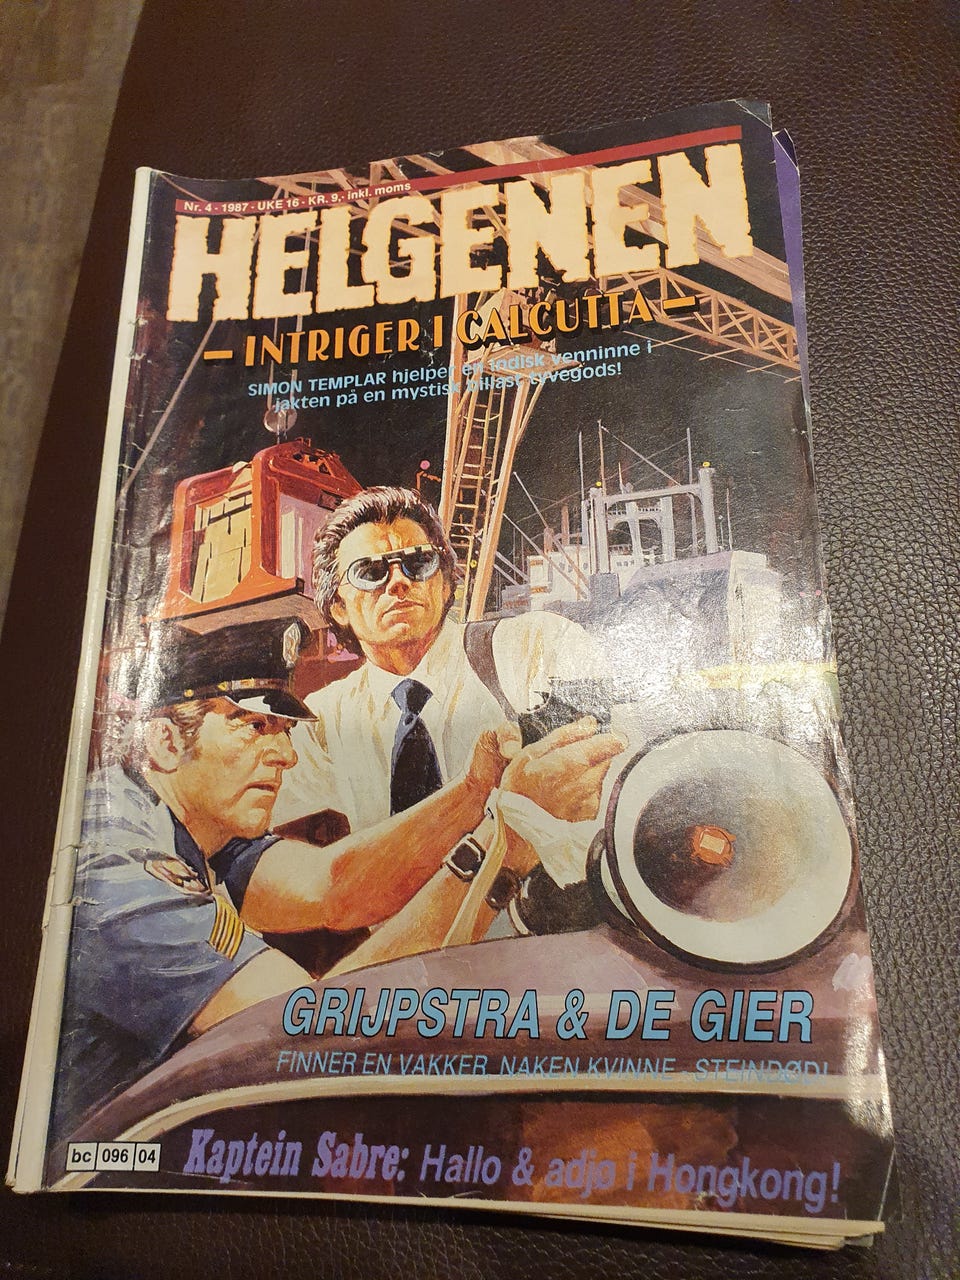 Nr. 4 - 1987 - UKE 16 - KR. 9,- inkl. moms
HELGENEN
— INTRIGER I CALCUTTA —
SIMON TEMPLAR hjelper en indisk venninne i
jakten på en mystisk billast tyvegods!
GRIJPSTRA & DE GIER
FINNER EN VAKKER, NAKEN KVINNE - STEINDØD!
Kaptein Sabre: Hallo & adjø i Hongkong!
bc 096 04